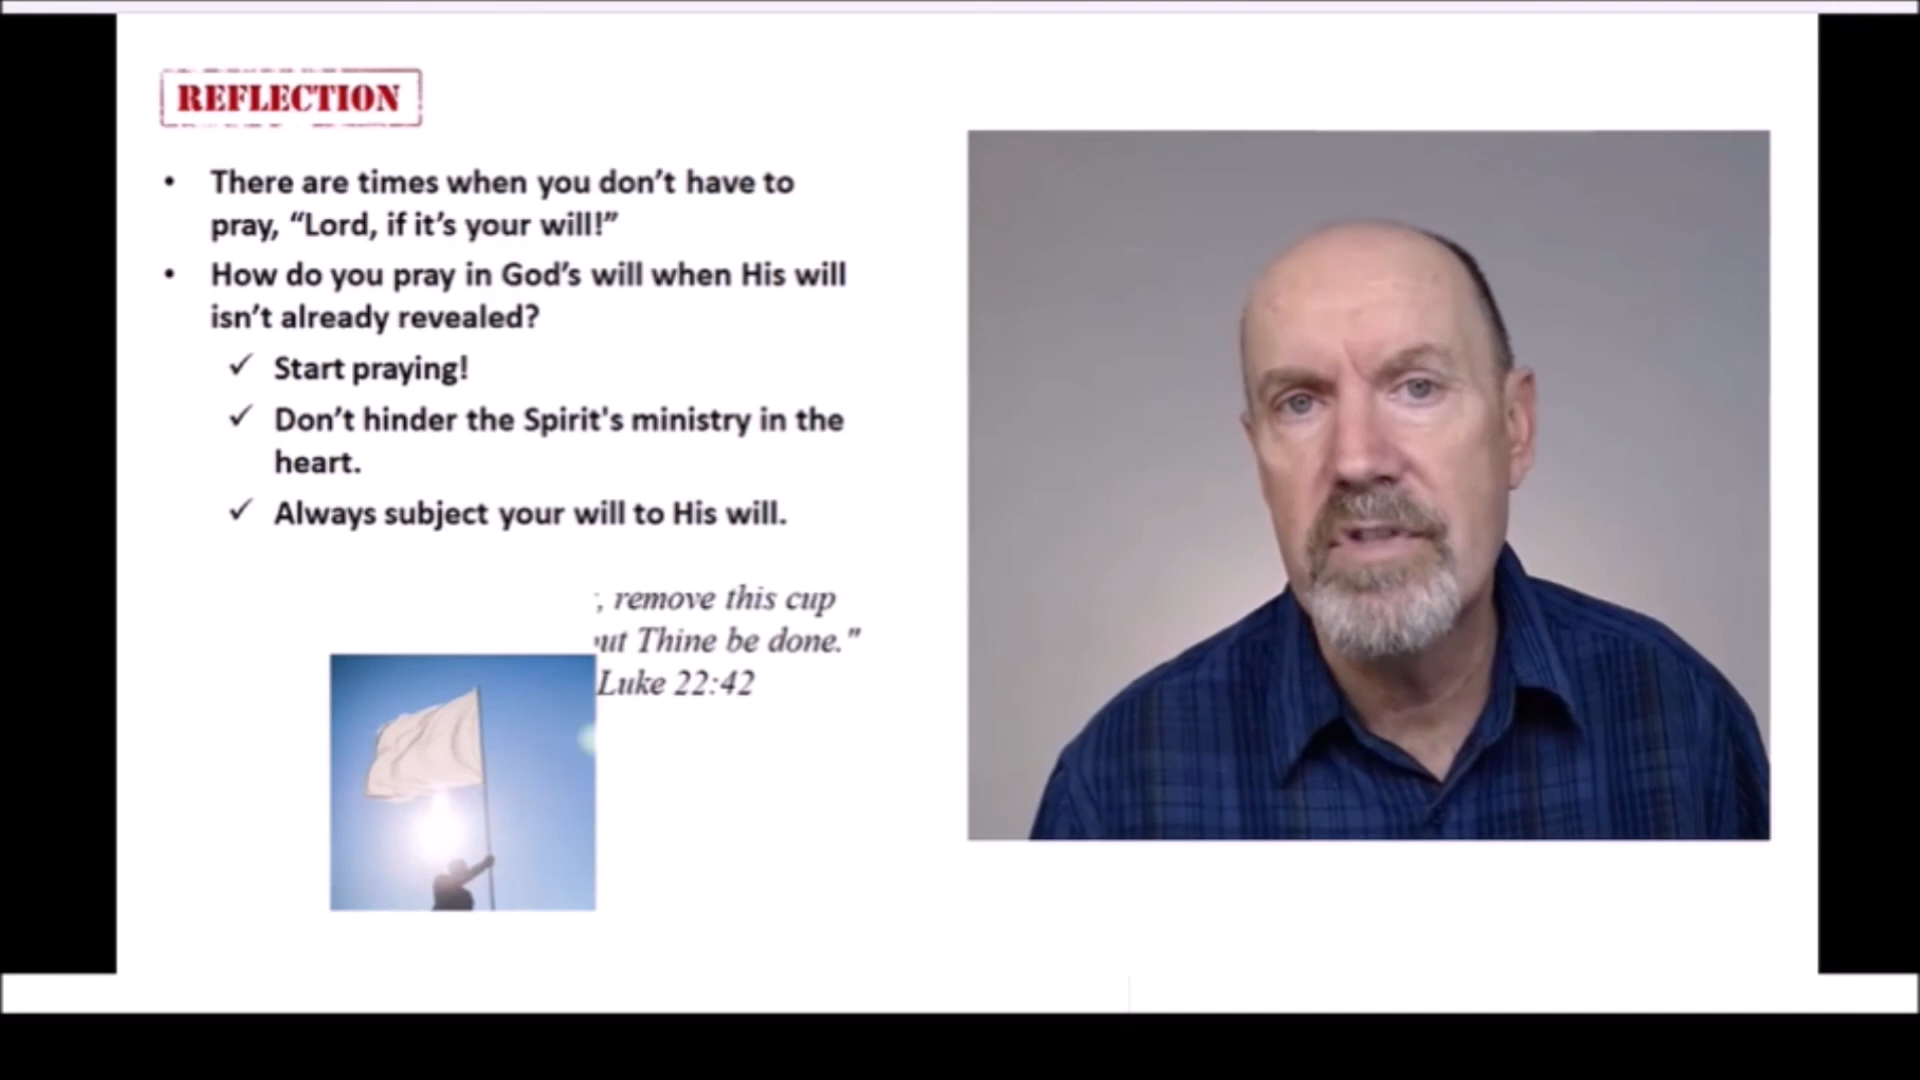 REFLECTION
• There are times when you don’t have to
pray, “Lord, if it’s your will!”
• How do you pray in God’s will when His will
isn’t already revealed?
✓ Start praying!
✓ Don’t hinder the Spirit's ministry in the
heart.
✓ Always subject your will to His will.
, remove this cup
Thine be done."
Luke 22:42